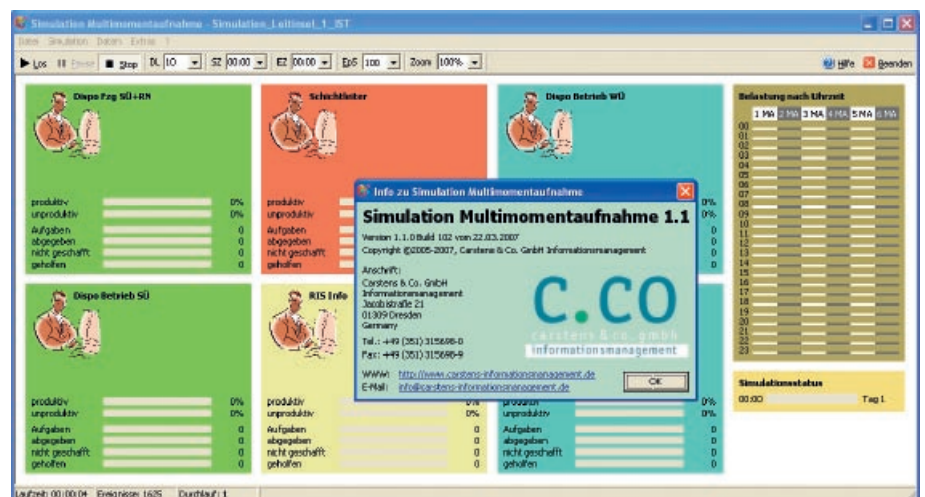 Simulation Multimomentaufnahme - Simulation_Leitinsel_1_IST
Datei Simulation Daten Extras ?
Los Pause Stop DL 10 SZ 00:00 EZ 00:00 EpS 100 Zoom 100% Hilfe Beenden
Dispo Fzg SÜ+RN
produktiv 0%
unproduktiv 0%
Aufgaben 0
abgegeben 0
nicht geschafft 0
geholfen 0
Schichtleiter
produktiv
unproduktiv
Aufgaben
abgegeben
nicht geschafft
geholfen
Dispo Betrieb WÜ
0%
0%
0
0
0
0
Belastung nach Uhrzeit
1 MA 2 MA 3 MA 4 MA 5 MA 6 MA
00
01
02
03
04
05
06
07
08
09
10
11
12
13
14
15
16
17
18
19
20
21
22
23
Info zu Simulation Multimomentaufnahme
Simulation Multimomentaufnahme 1.1
Version 1.1.0 Build 102 vom 22.03.2007
Copyright ©2005-2007, Carstens & Co. GmbH Informationsmanagement
Anschrift:
Carstens & Co. GmbH
Informationsmanagement
Jacobistraße 21
01309 Dresden
Germany
Tel.: +49 (351) 315698-0
Fax: +49 (351) 315698-9
WWW: http://www.carstens-informationsmanagement.de
E-Mail: info@carstens-informationsmanagement.de
C.CO
carstens & co. gmbh
informationsmanagement
OK
Dispo Betrieb SÜ
produktiv 0%
unproduktiv 0%
Aufgaben 0
abgegeben 0
nicht geschafft 0
geholfen 0
RIS Info
produktiv 0%
unproduktiv 0%
Aufgaben 0
abgegeben 0
nicht geschafft 0
geholfen 0
produktiv 0%
unproduktiv 0%
Aufgaben 0
abgegeben 0
nicht geschafft 0
geholfen 0
Simulationsstatus
00:00 Tag 1
Laufzeit: 00:00:04 Ereignisse: 1625 Durchlauf: 1